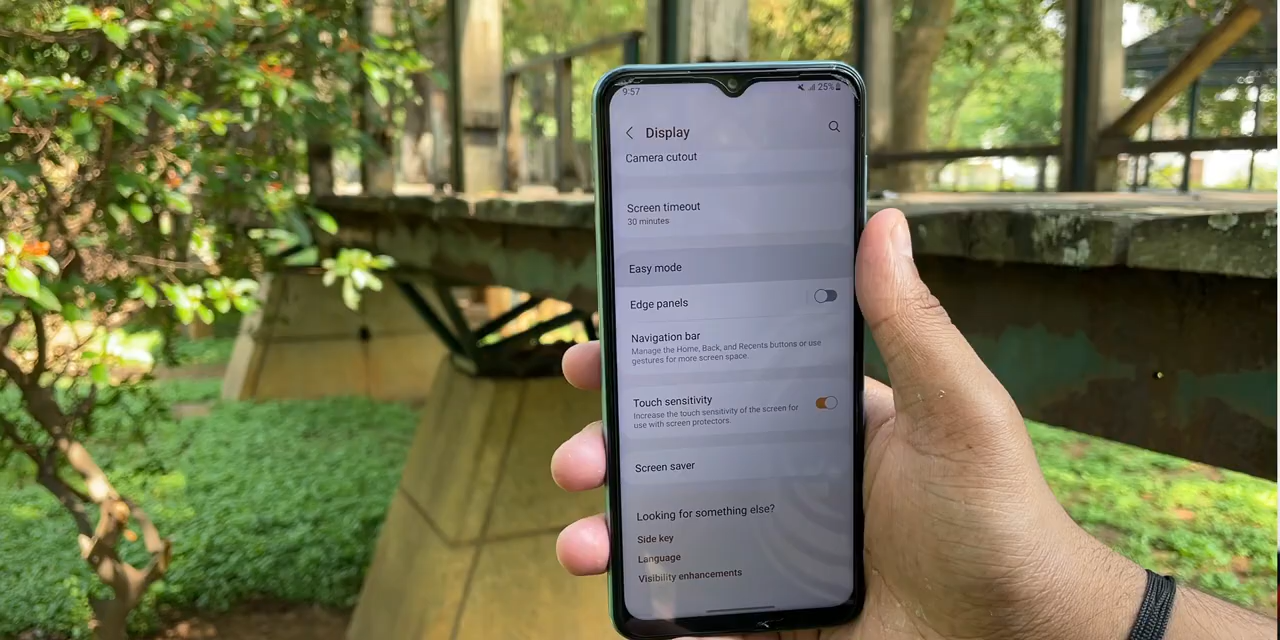 9:57
25%
Display
Camera cutout
Screen timeout
30 minutes
Easy mode
Edge panels
Navigation bar
Manage the Home, Back, and Recents buttons or use
gestures for more screen space.
Touch sensitivity
Increase the touch sensitivity of the screen for
use with screen protectors.
Screen saver
Looking for something else?
Side key
Language
Visibility enhancements